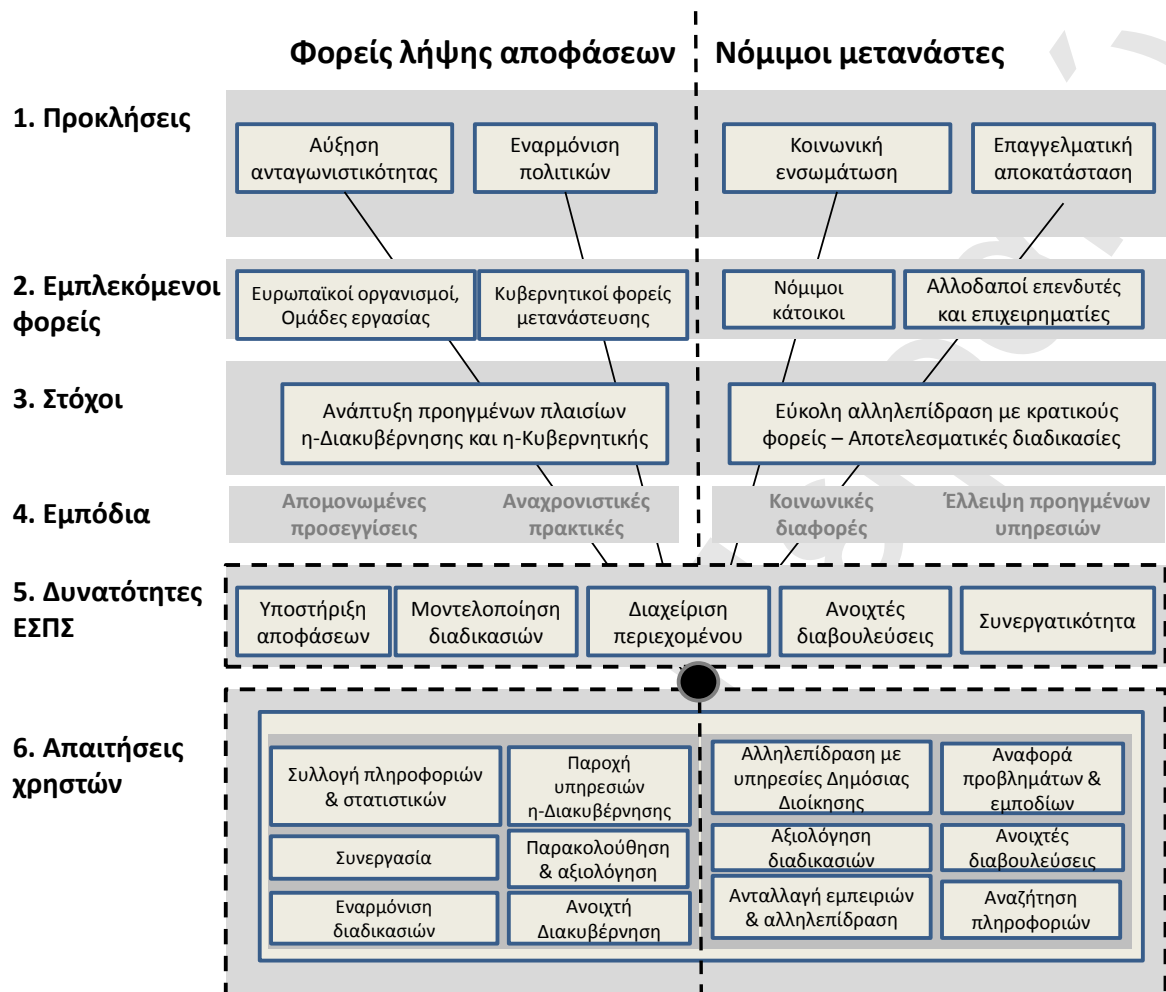 Φορείς λήψης αποφάσεων
Νόμιμοι μετανάστες
1. Προκλήσεις
Αύξηση
ανταγωνιστικότητας
Εναρμόνιση
πολιτικών
Κοινωνική
ενσωμάτωση
Επαγγελματική
αποκατάσταση
2. Εμπλεκόμενοι
φορείς
Ευρωπαϊκοί οργανισμοί,
Ομάδες εργασίας
Κυβερνητικοί φορείς
μετανάστευσης
Νόμιμοι
κάτοικοι
Αλλοδαποί επενδυτές
και επιχειρηματίες
3. Στόχοι
Ανάπτυξη προηγμένων πλαισίων
η-Διακυβέρνησης και η-Κυβερνητικής
Εύκολη αλληλεπίδραση με κρατικούς
φορείς – Αποτελεσματικές διαδικασίες
4. Εμπόδια
Απομονωμένες
προσεγγίσεις
Αναχρονιστικές
πρακτικές
Κοινωνικές
διαφορές
Έλλειψη προηγμένων
υπηρεσιών
5. Δυνατότητες
ΕΣΠΣ
Υποστήριξη
αποφάσεων
Μοντελοποίηση
διαδικασιών
Διαχείριση
περιεχομένου
Ανοιχτές
διαβουλεύσεις
Συνεργατικότητα
6. Απαιτήσεις
χρηστών
Συλλογή πληροφοριών
& στατιστικών
Παροχή
υπηρεσιών
η-Διακυβέρνησης
Αλληλεπίδραση με
υπηρεσίες Δημόσιας
Διοίκησης
Αναφορά
προβλημάτων &
εμποδίων
Συνεργασία
Παρακολούθηση
& αξιολόγηση
Αξιολόγηση
διαδικασιών
Ανοιχτές
διαβουλεύσεις
Εναρμόνιση
διαδικασιών
Ανοιχτή
Διακυβέρνηση
Ανταλλαγή εμπειριών
& αλληλεπίδραση
Αναζήτηση
πληροφοριών